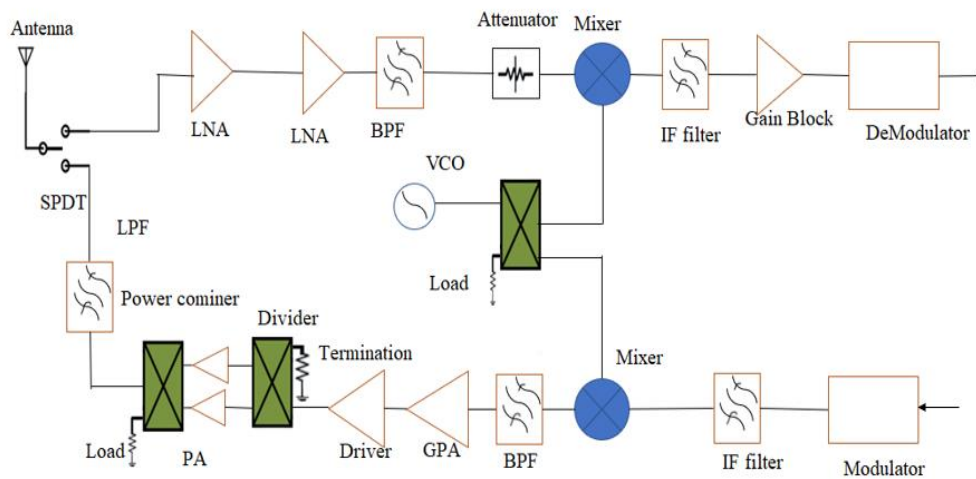 Antenna
Attenuator
Mixer
LNA
LNA
BPF
IF filter
Gain Block
DeModulator
SPDT
VCO
LPF
Load
Power cominer
Divider
Termination
Mixer
Load
PA
Driver
GPA
BPF
IF filter
Modulator